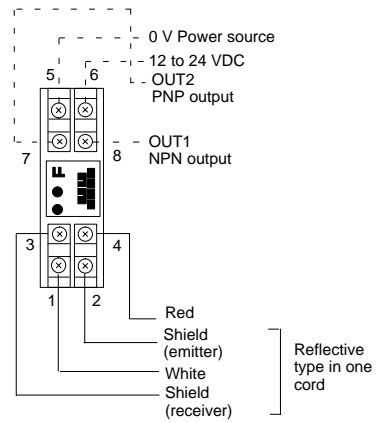 0 V Power source
12 to 24 VDC
5 6
OUT2
PNP output
OUT1
NPN output
7 8
F
3 4
1 2
Red
Shield
(emitter)
White
Shield
(receiver)
Reflective
type in one
cord